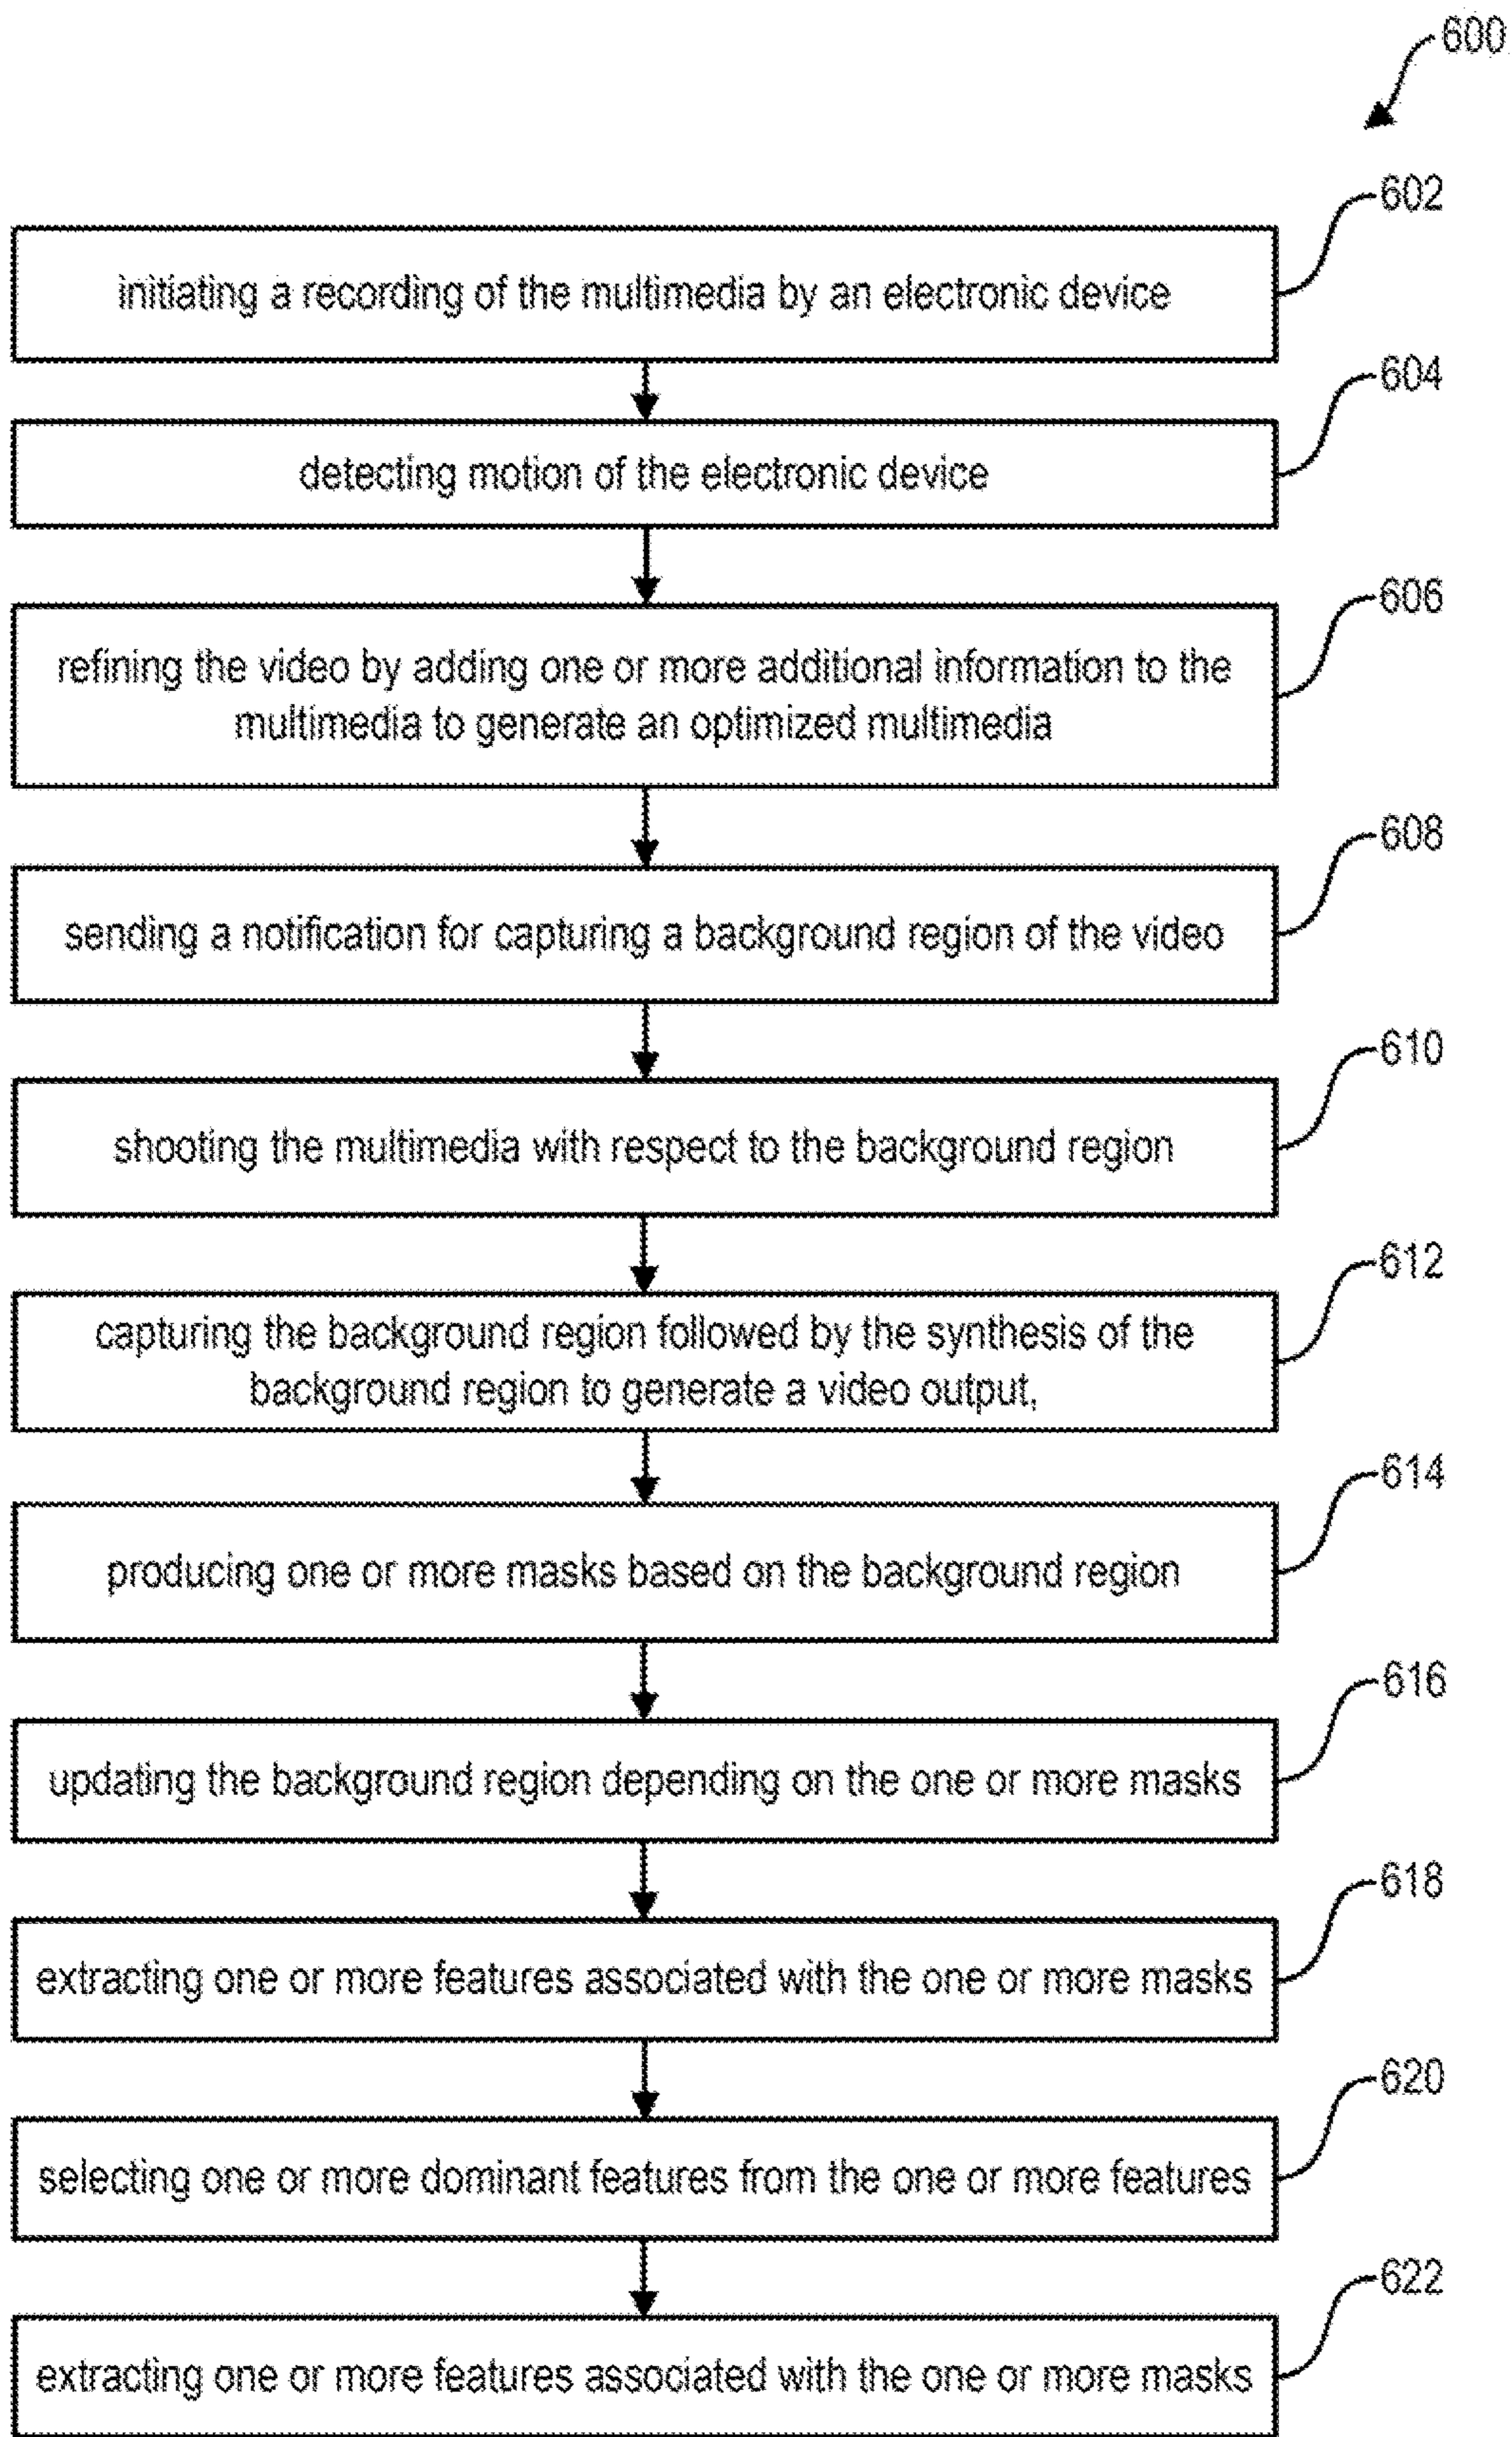 600
602
initiating a recording of the multimedia by an electronic device
604
detecting motion of the electronic device
606
refining the video by adding one or more additional information to the
multimedia to generate an optimized multimedia
608
sending a notification for capturing a background region of the video
610
shooting the multimedia with respect to the background region
612
capturing the background region followed by the synthesis of the
background region to generate a video output,
614
producing one or more masks based on the background region
616
updating the background region depending on the one or more masks
618
extracting one or more features associated with the one or more masks
620
selecting one or more dominant features from the one or more features
622
extracting one or more features associated with the one or more masks